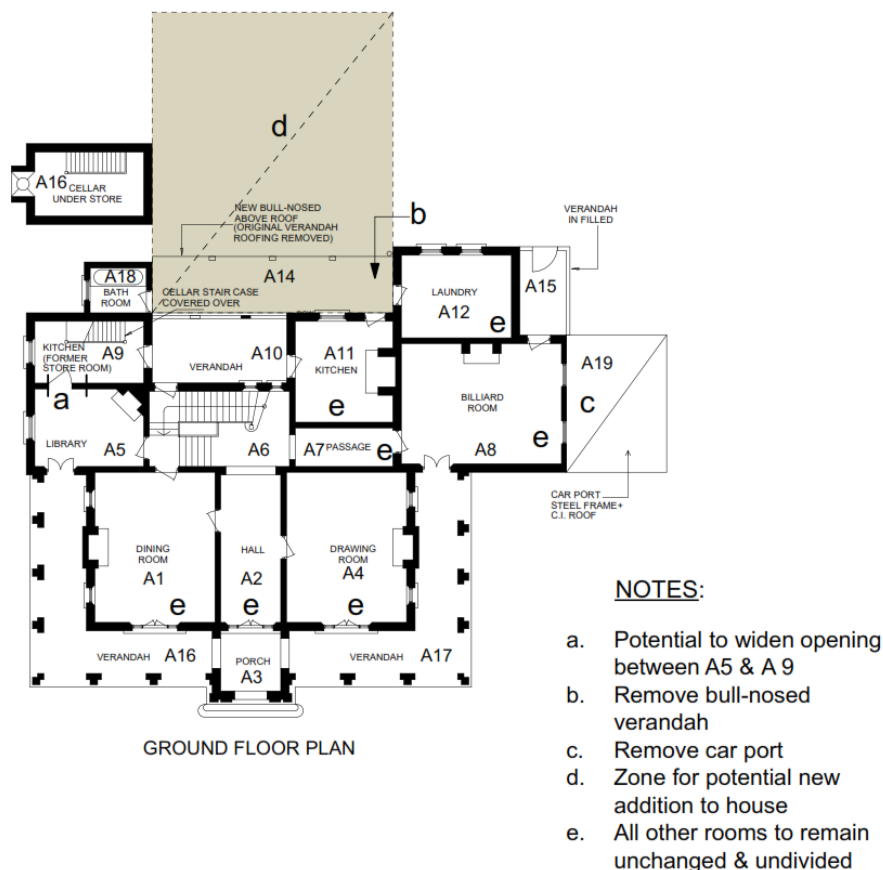 d
A16
CELLAR
UNDER STORE
NEW BULL-NOSED
ABOVE ROOF
(ORIGINAL VERANDAH
ROOFING REMOVED)
b
VERANDAH
IN FILLED
A18
BATH
ROOM
CELLAR STAIR CASE
COVERED OVER
A14
LAUNDRY
A12
e
A15
KITCHEN
(FORMER
STORE ROOM)
A9
VERANDAH
A10
A11
KITCHEN
e
A19
c
a
LIBRARY
A5
A6
A7 PASSAGE
e
BILLIARD
ROOM
A8
e
CAR PORT
STEEL FRAME+
C.I. ROOF
DINING
ROOM
A1
e
HALL
A2
e
DRAWING
ROOM
A4
e
VERANDAH A16
PORCH
A3
VERANDAH A17
GROUND FLOOR PLAN
NOTES:
a. Potential to widen opening
between A5 & A 9
b. Remove bull-nosed
verandah
c. Remove car port
d. Zone for potential new
addition to house
e. All other rooms to remain
unchanged & undivided